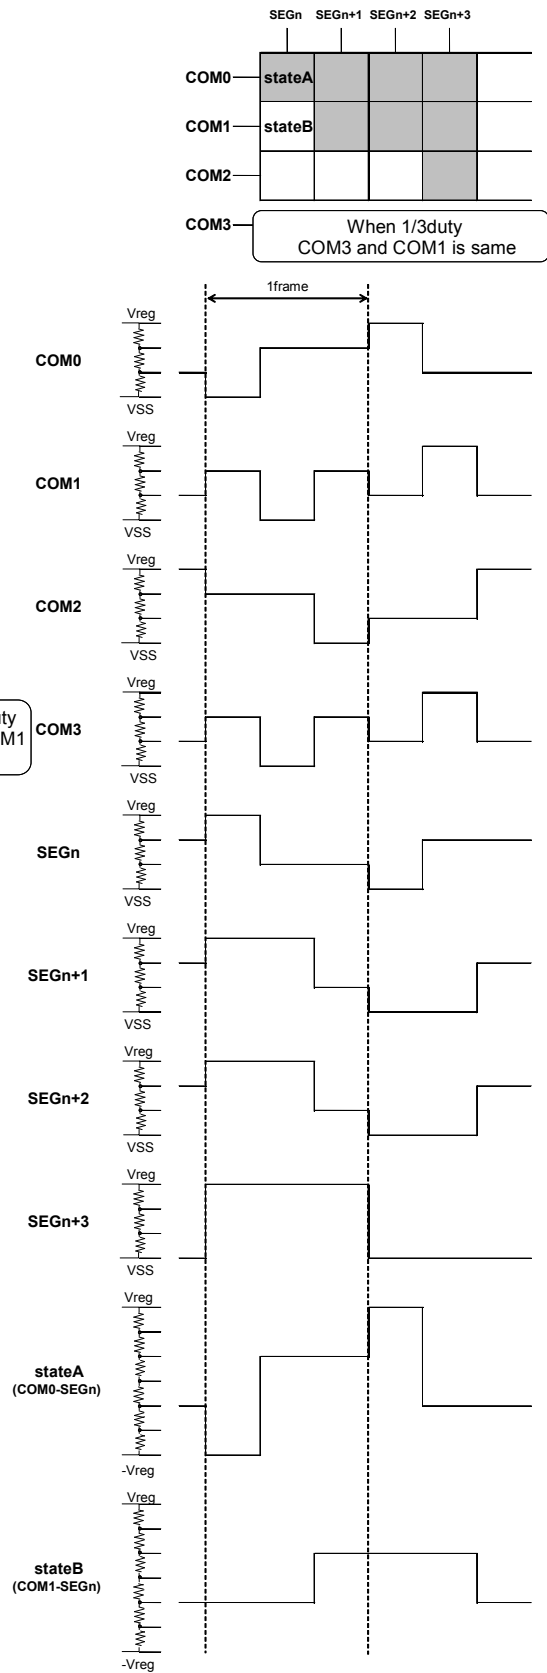 SEGn SEGn+1 SEGn+2 SEGn+3
COM0 stateA
COM1 stateB
COM2
COM3 When 1/3duty
COM3 and COM1 is same
1frame
Vreg
COM0
VSS
Vreg
COM1
VSS
Vreg
COM2
VSS
Vreg
uty
OM1
COM3
VSS
Vreg
SEGn
VSS
Vreg
SEGn+1
VSS
Vreg
SEGn+2
VSS
Vreg
SEGn+3
VSS
Vreg
stateA
(COM0-SEGn)
-Vreg
Vreg
stateB
(COM1-SEGn)
-Vreg